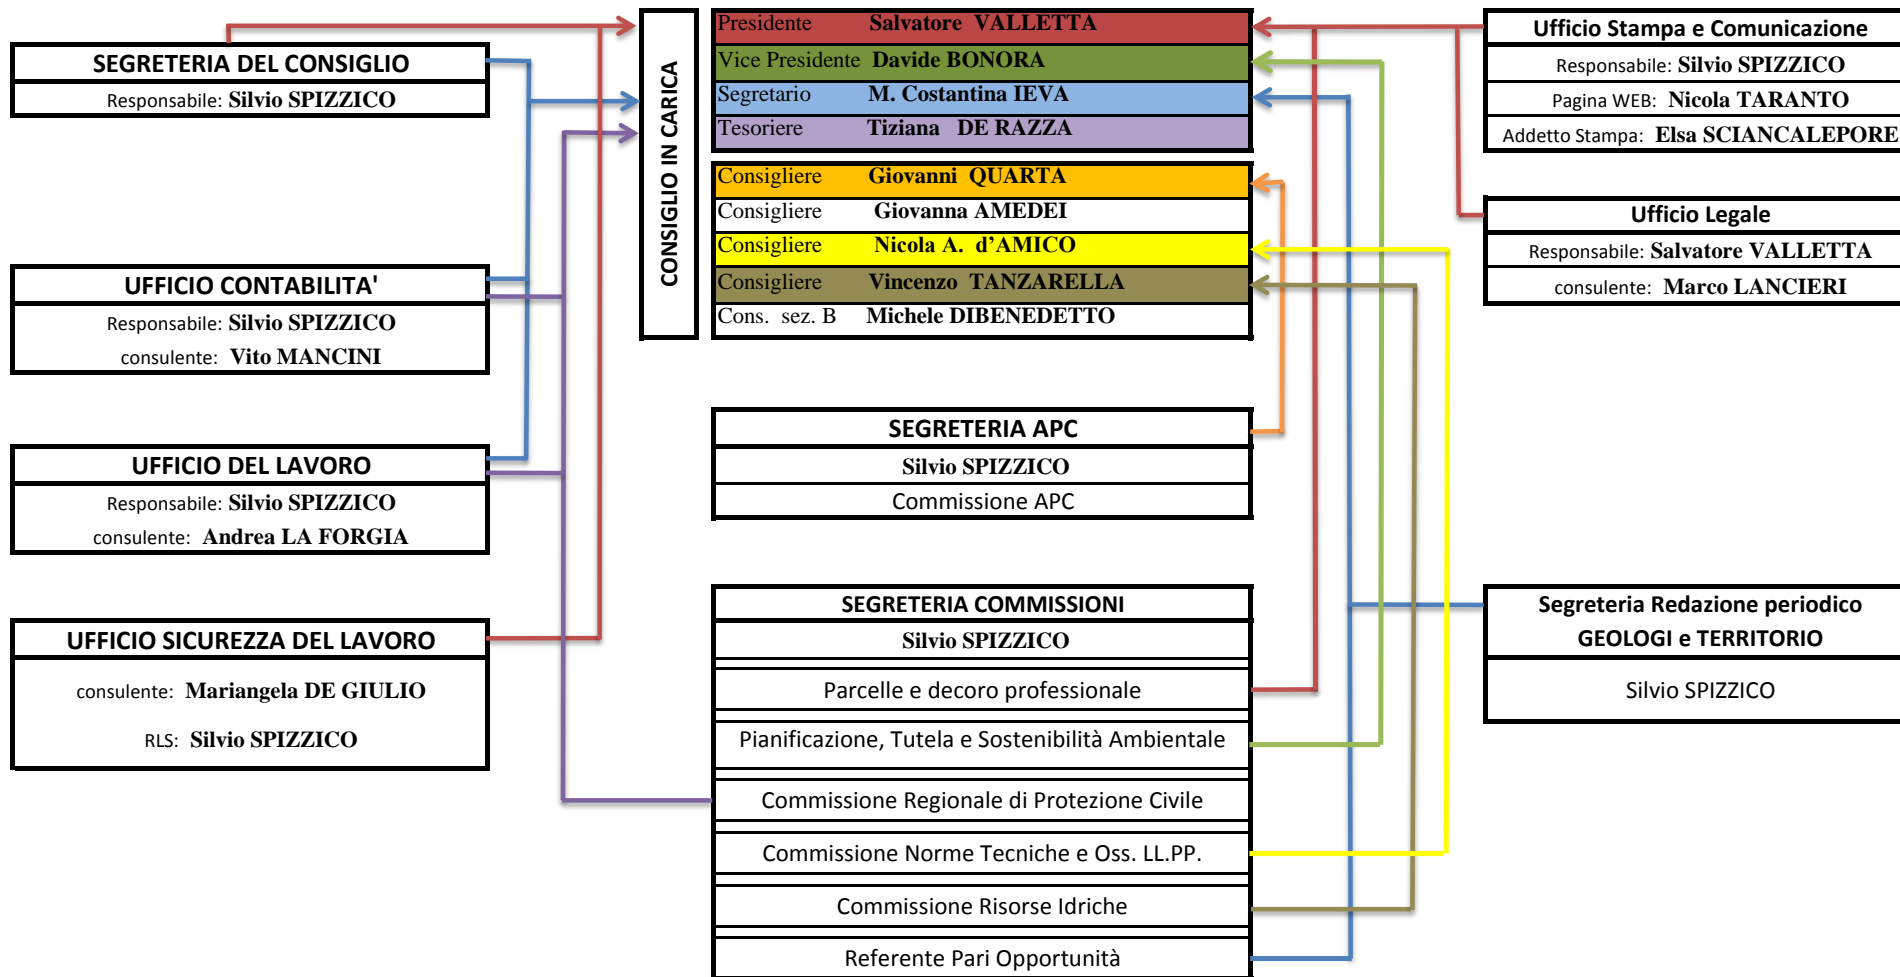 SEGRETERIA DEL CONSIGLIO
Responsabile: Silvio SPIZZICO
UFFICIO CONTABILITA'
Responsabile: Silvio SPIZZICO
consulente: Vito MANCINI
UFFICIO DEL LAVORO
Responsabile: Silvio SPIZZICO
consulente: Andrea LA FORGIA
UFFICIO SICUREZZA DEL LAVORO
consulente: Mariangela DE GIULIO
RLS: Silvio SPIZZICO
CONSIGLIO IN CARICA
Presidente Salvatore VALLETTA
Vice Presidente Davide BONORA
Segretario M. Costantina IEVA
Tesoriere Tiziana DE RAZZA
Consigliere Giovanni QUARTA
Consigliere Giovanna AMEDEI
Consigliere Nicola A. d'AMICO
Consigliere Vincenzo TANZARELLA
Cons. sez. B Michele DIBENEDETTO
SEGRETERIA APC
Silvio SPIZZICO
Commissione APC
SEGRETERIA COMMISSIONI
Silvio SPIZZICO
Parcelle e decoro professionale
Pianificazione, Tutela e Sostenibilità Ambientale
Commissione Regionale di Protezione Civile
Commissione Norme Tecniche e Oss. LL.PP.
Commissione Risorse Idriche
Referente Pari Opportunità
Ufficio Stampa e Comunicazione
Responsabile: Silvio SPIZZICO
Pagina WEB: Nicola TARANTO
Addetto Stampa: Elsa SCIANCALEPORE
Ufficio Legale
Responsabile: Salvatore VALLETTA
consulente: Marco LANCIERI
Segreteria Redazione periodico
GEOLOGI e TERRITORIO
Silvio SPIZZICO